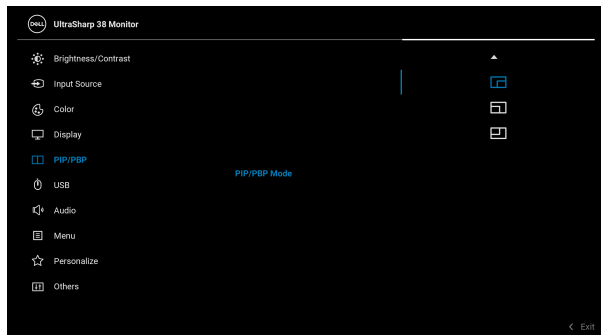 DELL UltraSharp 38 Monitor
Brightness/Contrast
Input Source
Color
Display
PIP/PBP
PIP/PBP Mode
USB
Audio
Menu
Personalize
Others
Exit